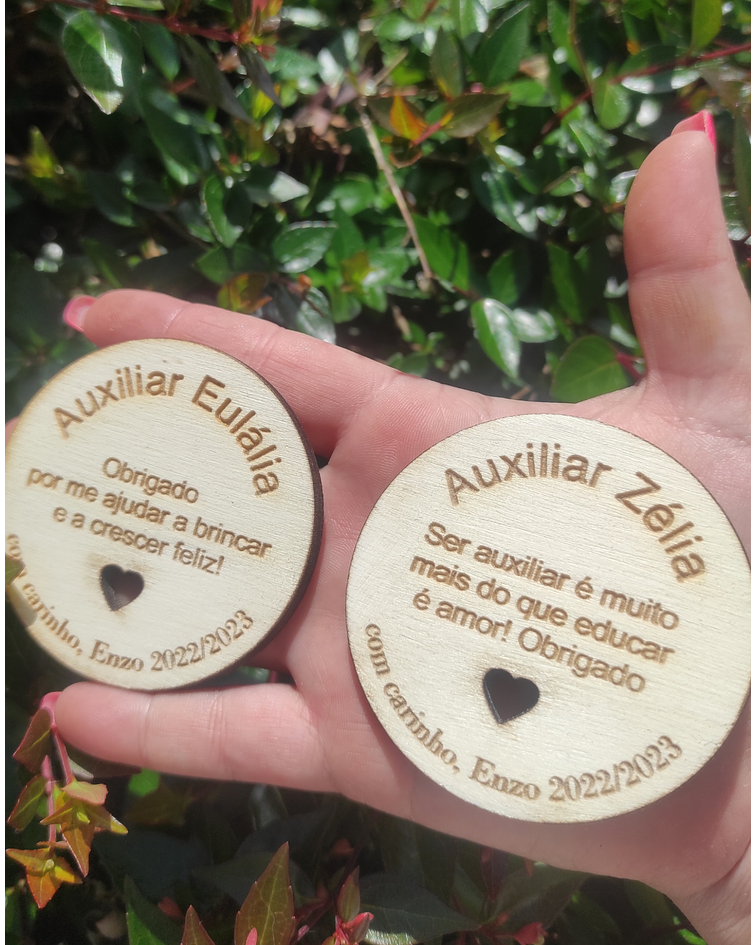 Auxiliar Eulália
Obrigado
por me ajudar a brincar
e a crescer feliz!
com carinho, Enzo 2022/2023
Auxiliar Zélia
Ser auxiliar é muito
mais do que educar
é amor! Obrigado
com carinho, Enzo 2022/2023